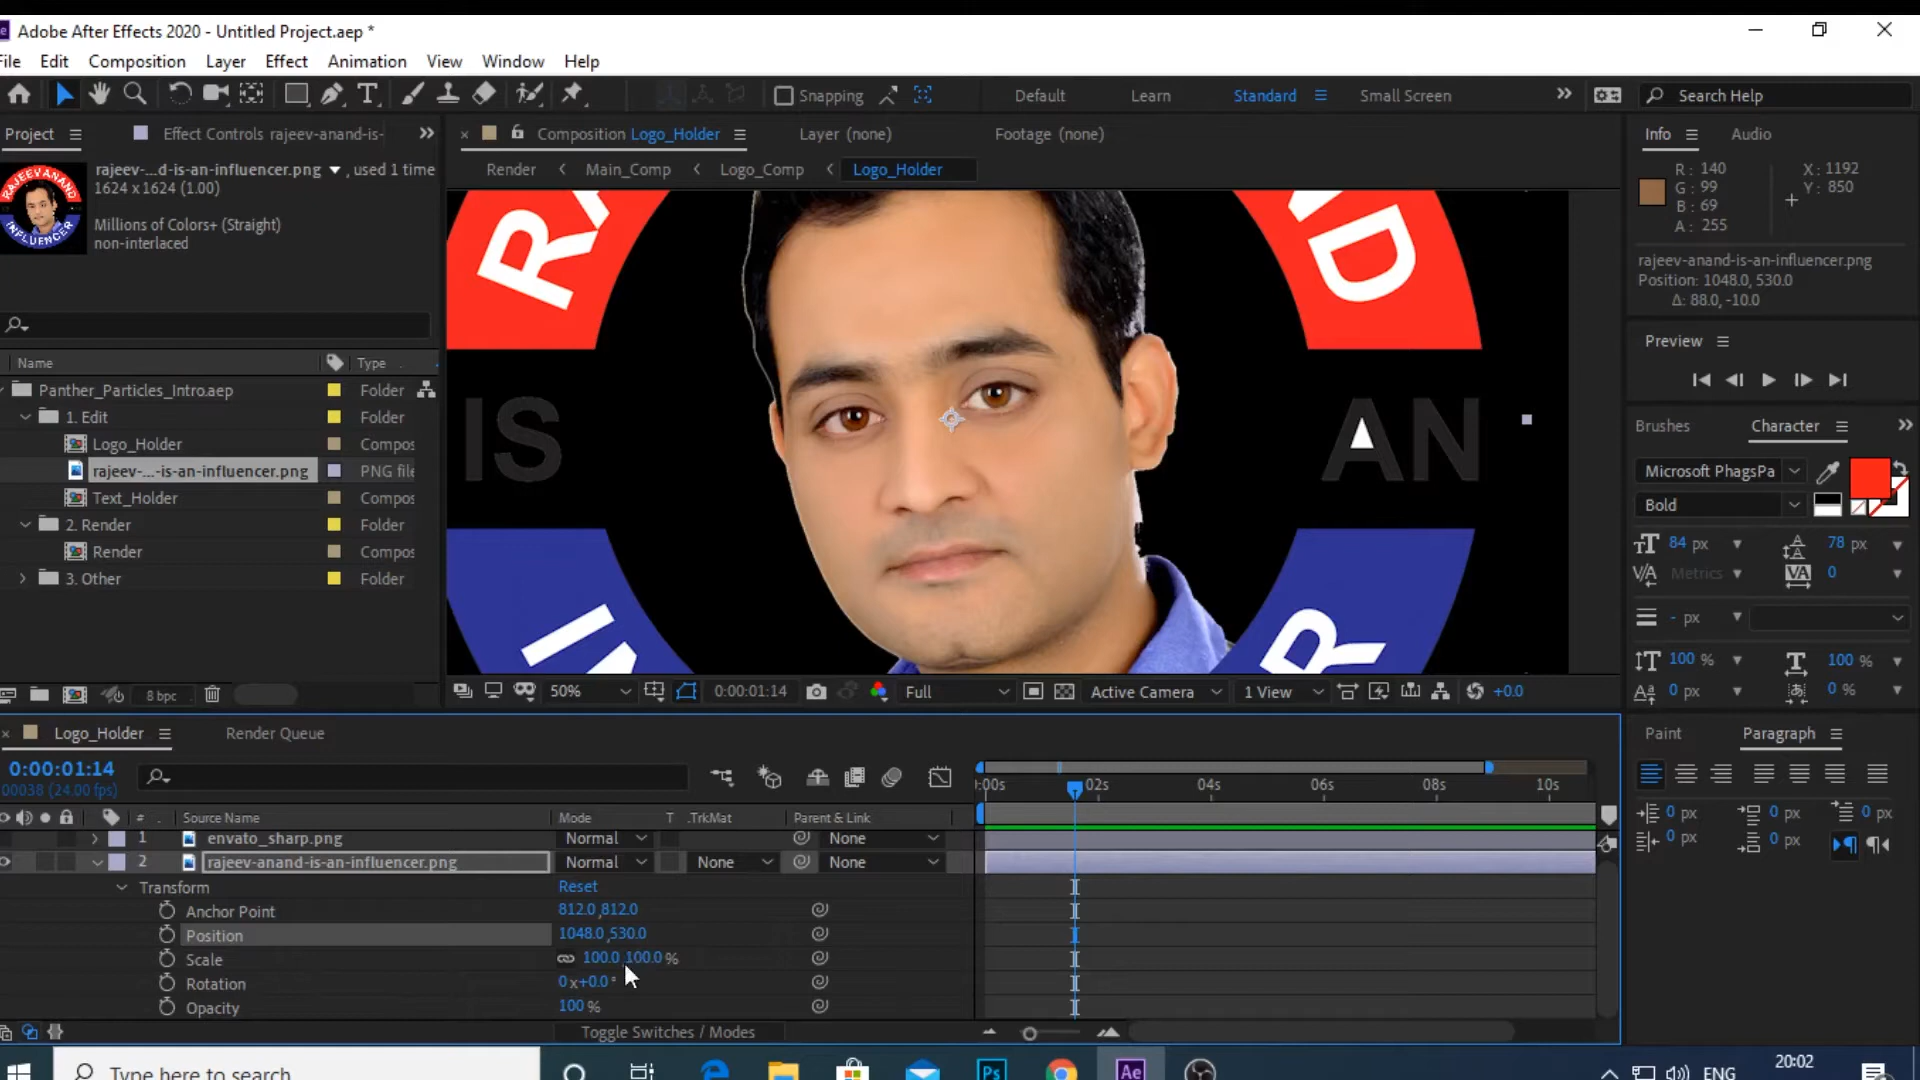 Adobe After Effects 2020 - Untitled Project.aep *
File Edit Composition Layer Effect Animation View Window Help
Snapping Default Learn Standard Small Screen Search Help
Project Effect Controls rajeev-anand-is-
Composition Logo_Holder Layer (none) Footage (none)
Render Main_Comp Logo_Comp Logo_Holder
rajeev-...d-is-an-influencer.png , used 1 time
1624 x 1624 (1.00)
Millions of Colors+ (Straight)
non-interlaced
RAJEEV ANAND
INFLUENCER
Name Type
Panther_Particles_Intro.aep Folder
1. Edit Folder
Logo_Holder Compos
rajeev-...-is-an-influencer.png PNG file
Text_Holder Compos
2. Render Folder
Render Compos
3. Other Folder
8 bpc
RA
ND
IS
AN
R
50% 0:00:01:14 Full Active Camera 1 View +0.0
Info Audio
R: 140 X: 1192
G: 99 Y: 850
B: 69
A: 255
rajeev-anand-is-an-influencer.png
Position: 1048.0, 530.0
Δ: 88.0, -10.0
Preview
Brushes Character
Microsoft PhagsPa
Bold
84 px 78 px
Metrics 0
- px
100 % 100 %
0 px 0 %
Paint Paragraph
0 px 0 px 0 px
0 px 0 px
Logo_Holder Render Queue
0:00:01:14
00038 (24.00 fps)
:00s 02s 04s 06s 08s 10s
# Source Name Mode T .TrkMat Parent & Link
1 envato_sharp.png Normal None
2 rajeev-anand-is-an-influencer.png Normal None None
Transform Reset
Anchor Point 812.0,812.0
Position 1048.0,530.0
Scale 100.0,100.0 %
Rotation 0x+0.0°
Opacity 100 %
Toggle Switches / Modes
Type here to search
Ps Ae
ENG
20:02